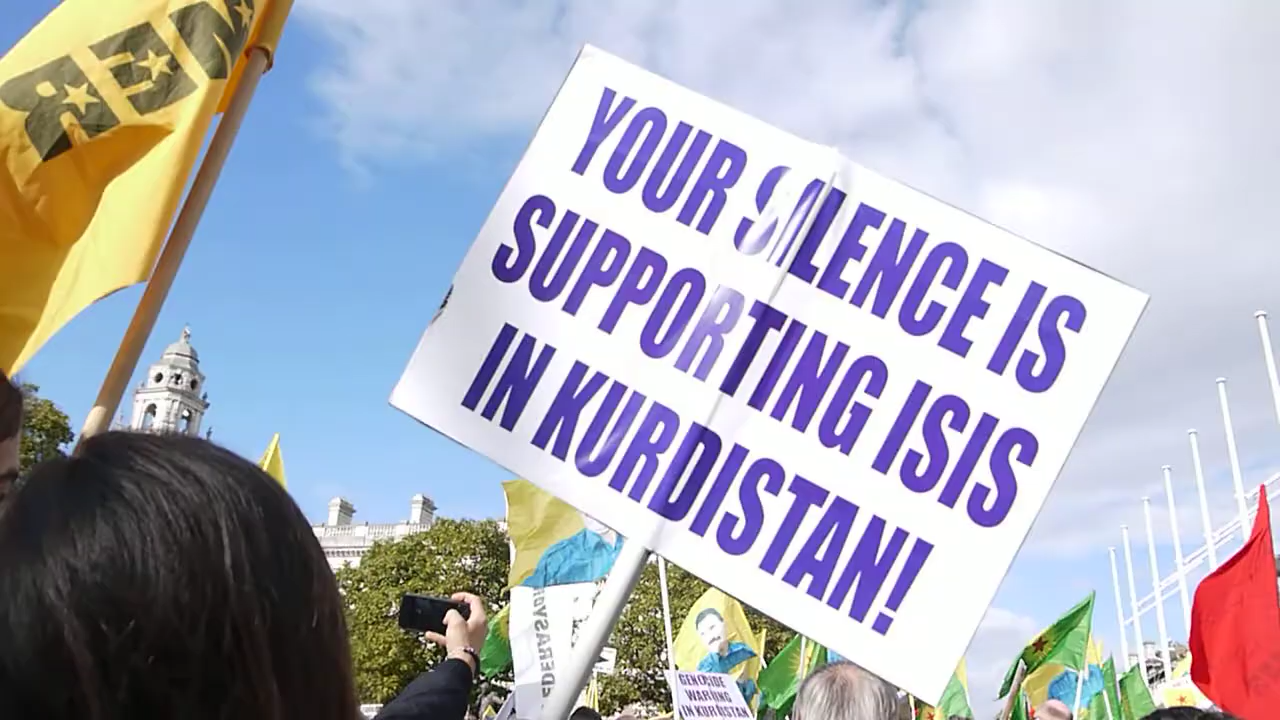 YOUR SILENCE IS
SUPPORTING ISIS
IN KURDISTAN!
GENOCIDE
WARNING
IN KURDISTAN